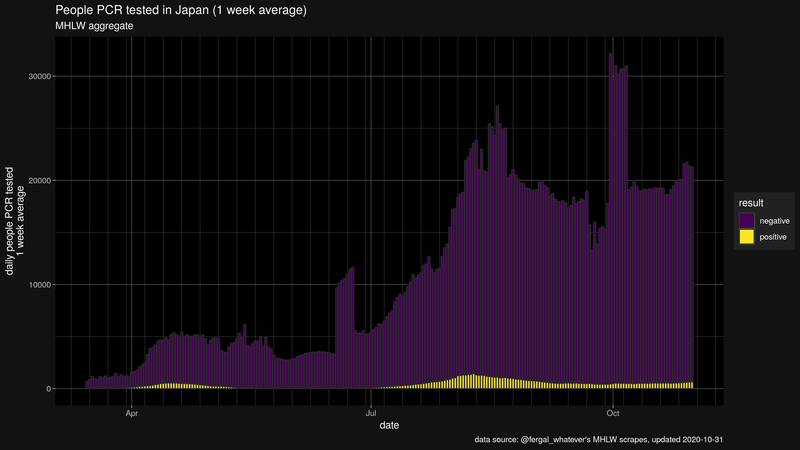 People PCR tested in Japan (1 week average)
MHLW aggregate
daily people PCR tested
1 week average
30000
20000
10000
0
Apr
Jul
Oct
date
result
negative
positive
data source: @fergal_whatever's MHLW scrapes, updated 2020-10-31